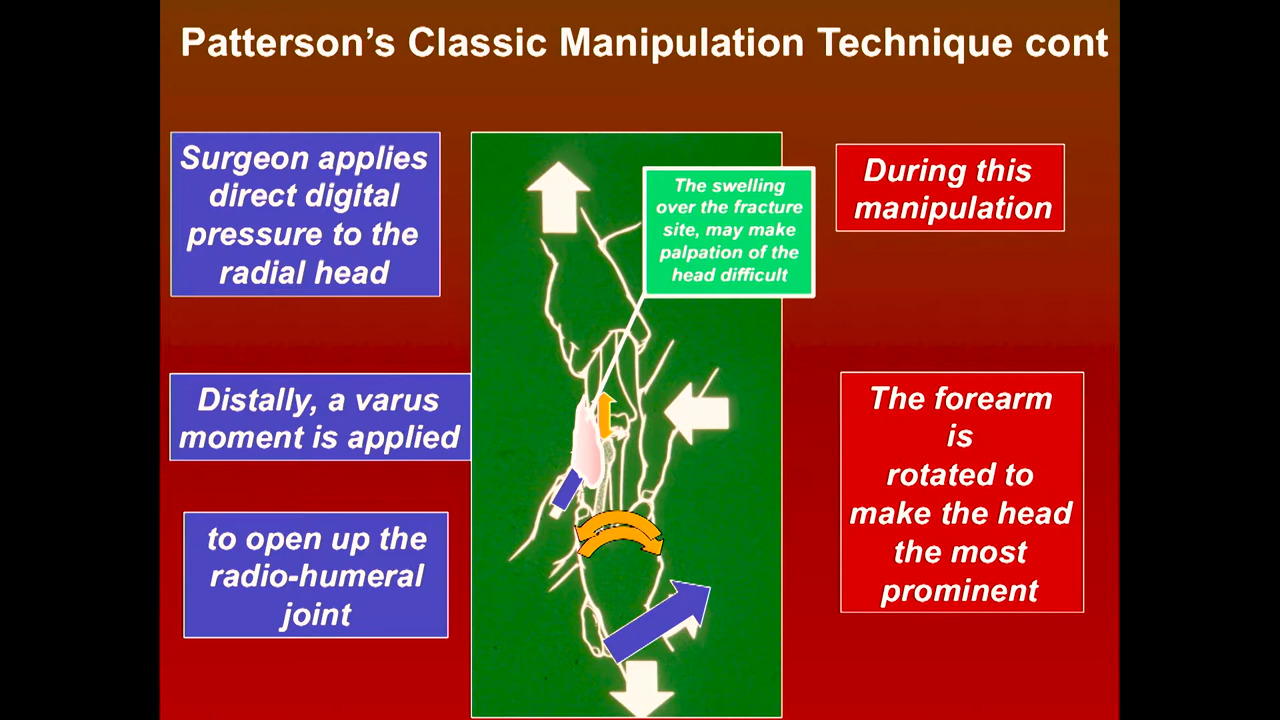 Patterson’s Classic Manipulation Technique cont
Surgeon applies
direct digital
pressure to the
radial head
Distally, a varus
moment is applied
to open up the
radio-humeral
joint
The swelling
over the fracture
site, may make
palpation of the
head difficult
During this
manipulation
The forearm
is
rotated to
make the head
the most
prominent